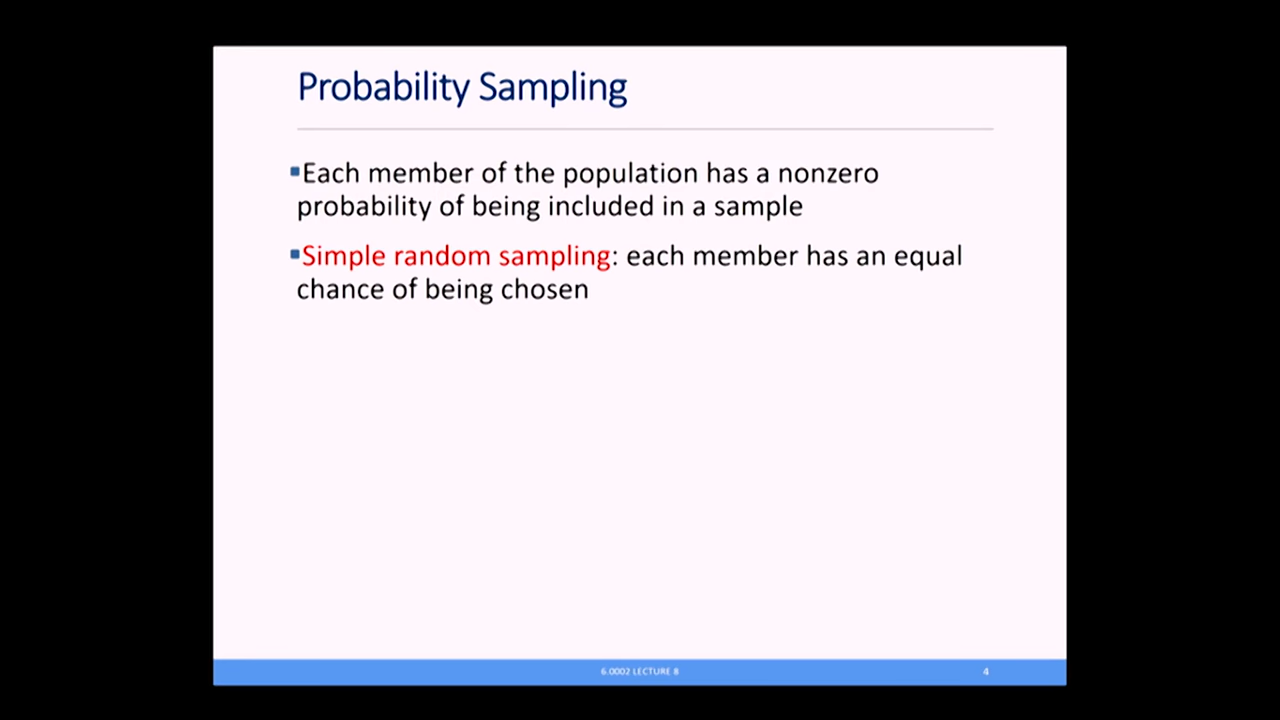 Probability Sampling
▪Each member of the population has a nonzero
probability of being included in a sample
▪Simple random sampling: each member has an equal
chance of being chosen
6.0002 LECTURE 8
4